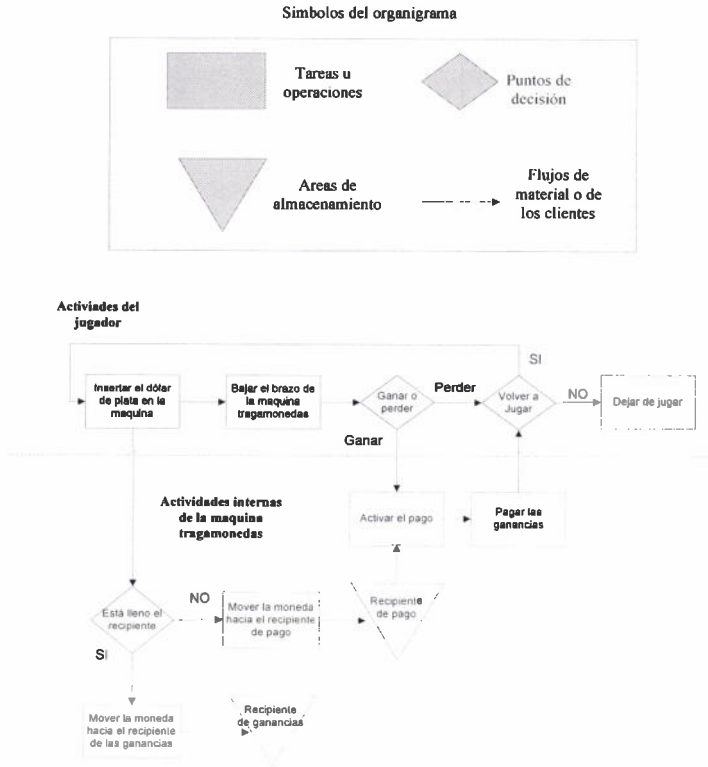 Simbolos del organigrama
Tareas u
operaciones
Puntos de
decisión
Areas de
almacenamiento
Flujos de
material o de
los clientes
Activiades del
jugador
SI
Insertar el dólar
de plata en la
maquina
Bajar el brazo de
la maquina
tragamonedas
Ganar o
perder
Perder
Volver a
Jugar
NO
Dejar de jugar
Ganar
Actividades internas
de la maquina
tragamonedas
Activar el pago
Pagar las
ganancias
Está lleno el
recipiente
NO
Mover la moneda
hacia el recipiente
de pago
Recipiente
de pago
SI
Mover la moneda
hacia el recipiente
de las ganancias
Recipiente
de ganancias